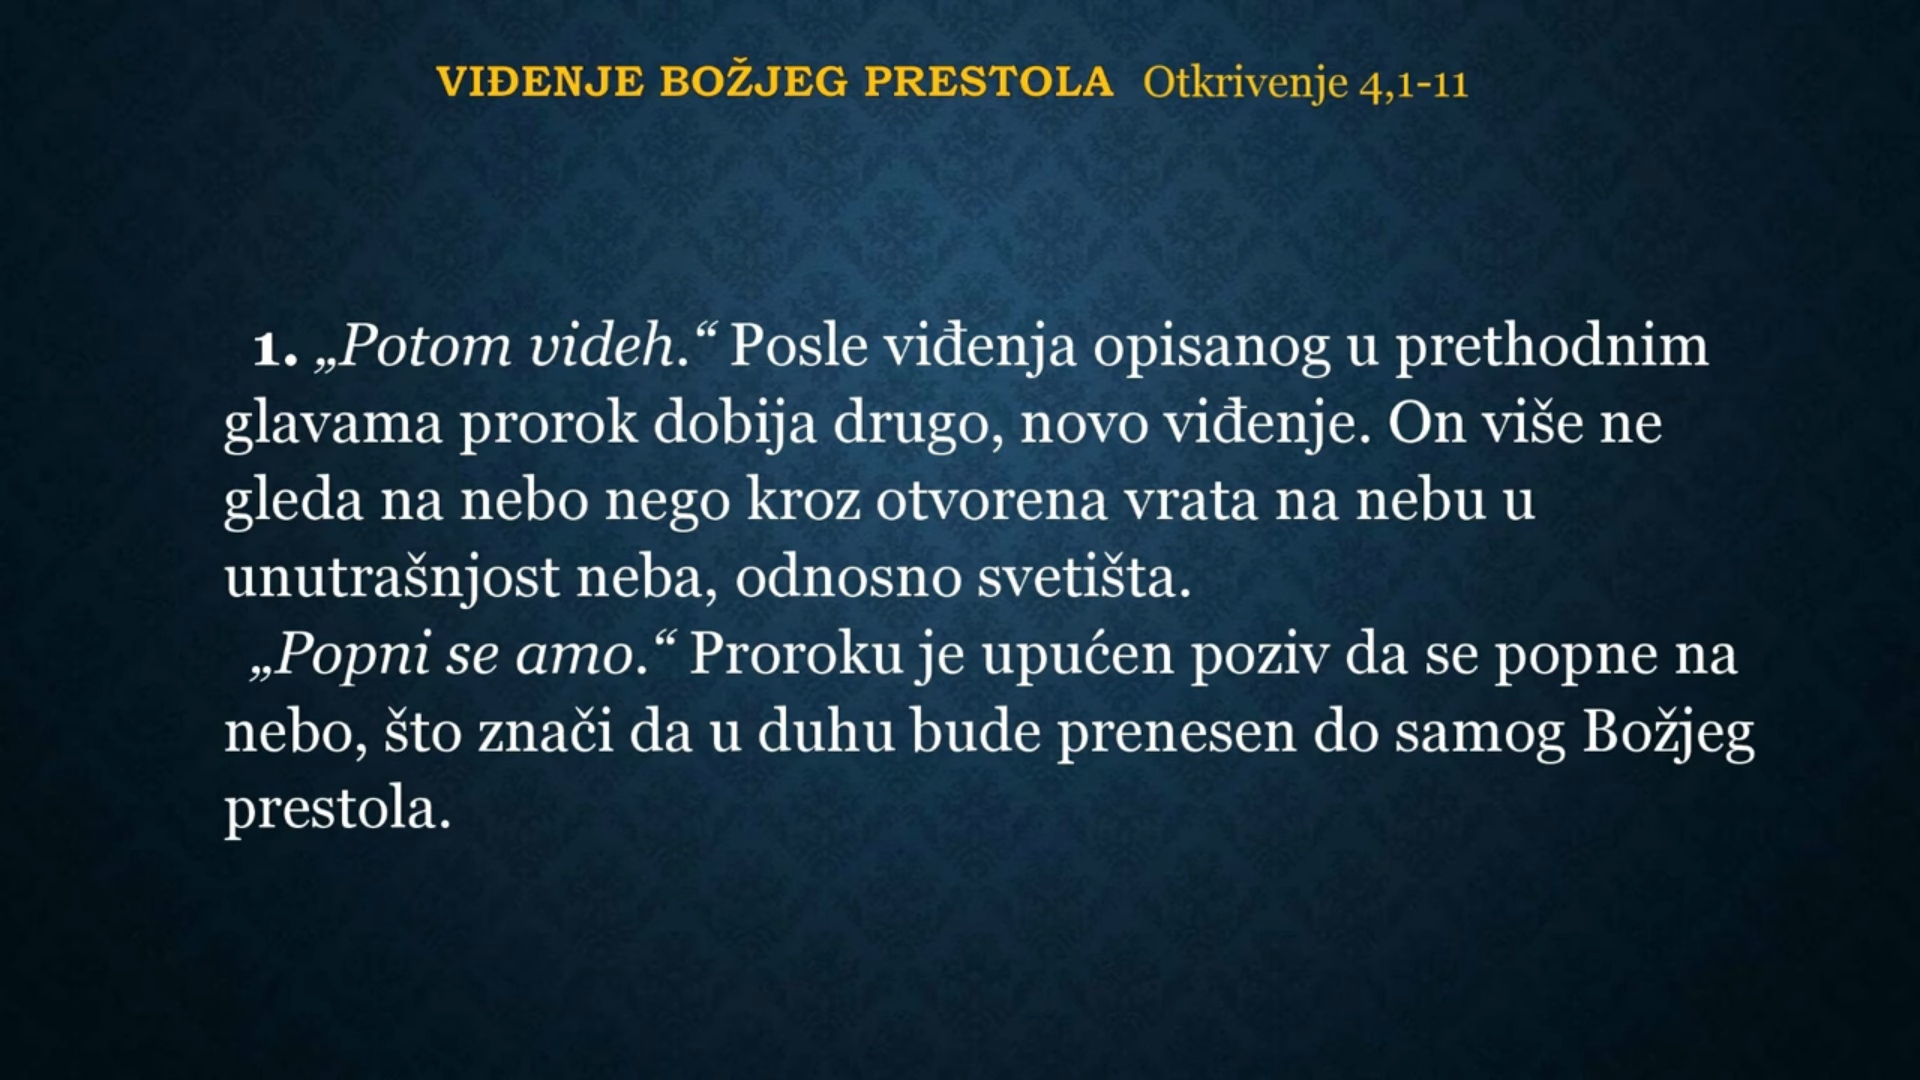 VIĐENJE BOŽJEG PRESTOLA Otkrivenje 4,1-11
1. „Potom videh.“ Posle viđenja opisanog u prethodnim
glavama prorok dobija drugo, novo viđenje. On više ne
gleda na nebo nego kroz otvorena vrata na nebu u
unutrašnjost neba, odnosno svetišta.
„Popni se amo.“ Proroku je upućen poziv da se popne na
nebo, što znači da u duhu bude prenesen do samog Božjeg
prestola.